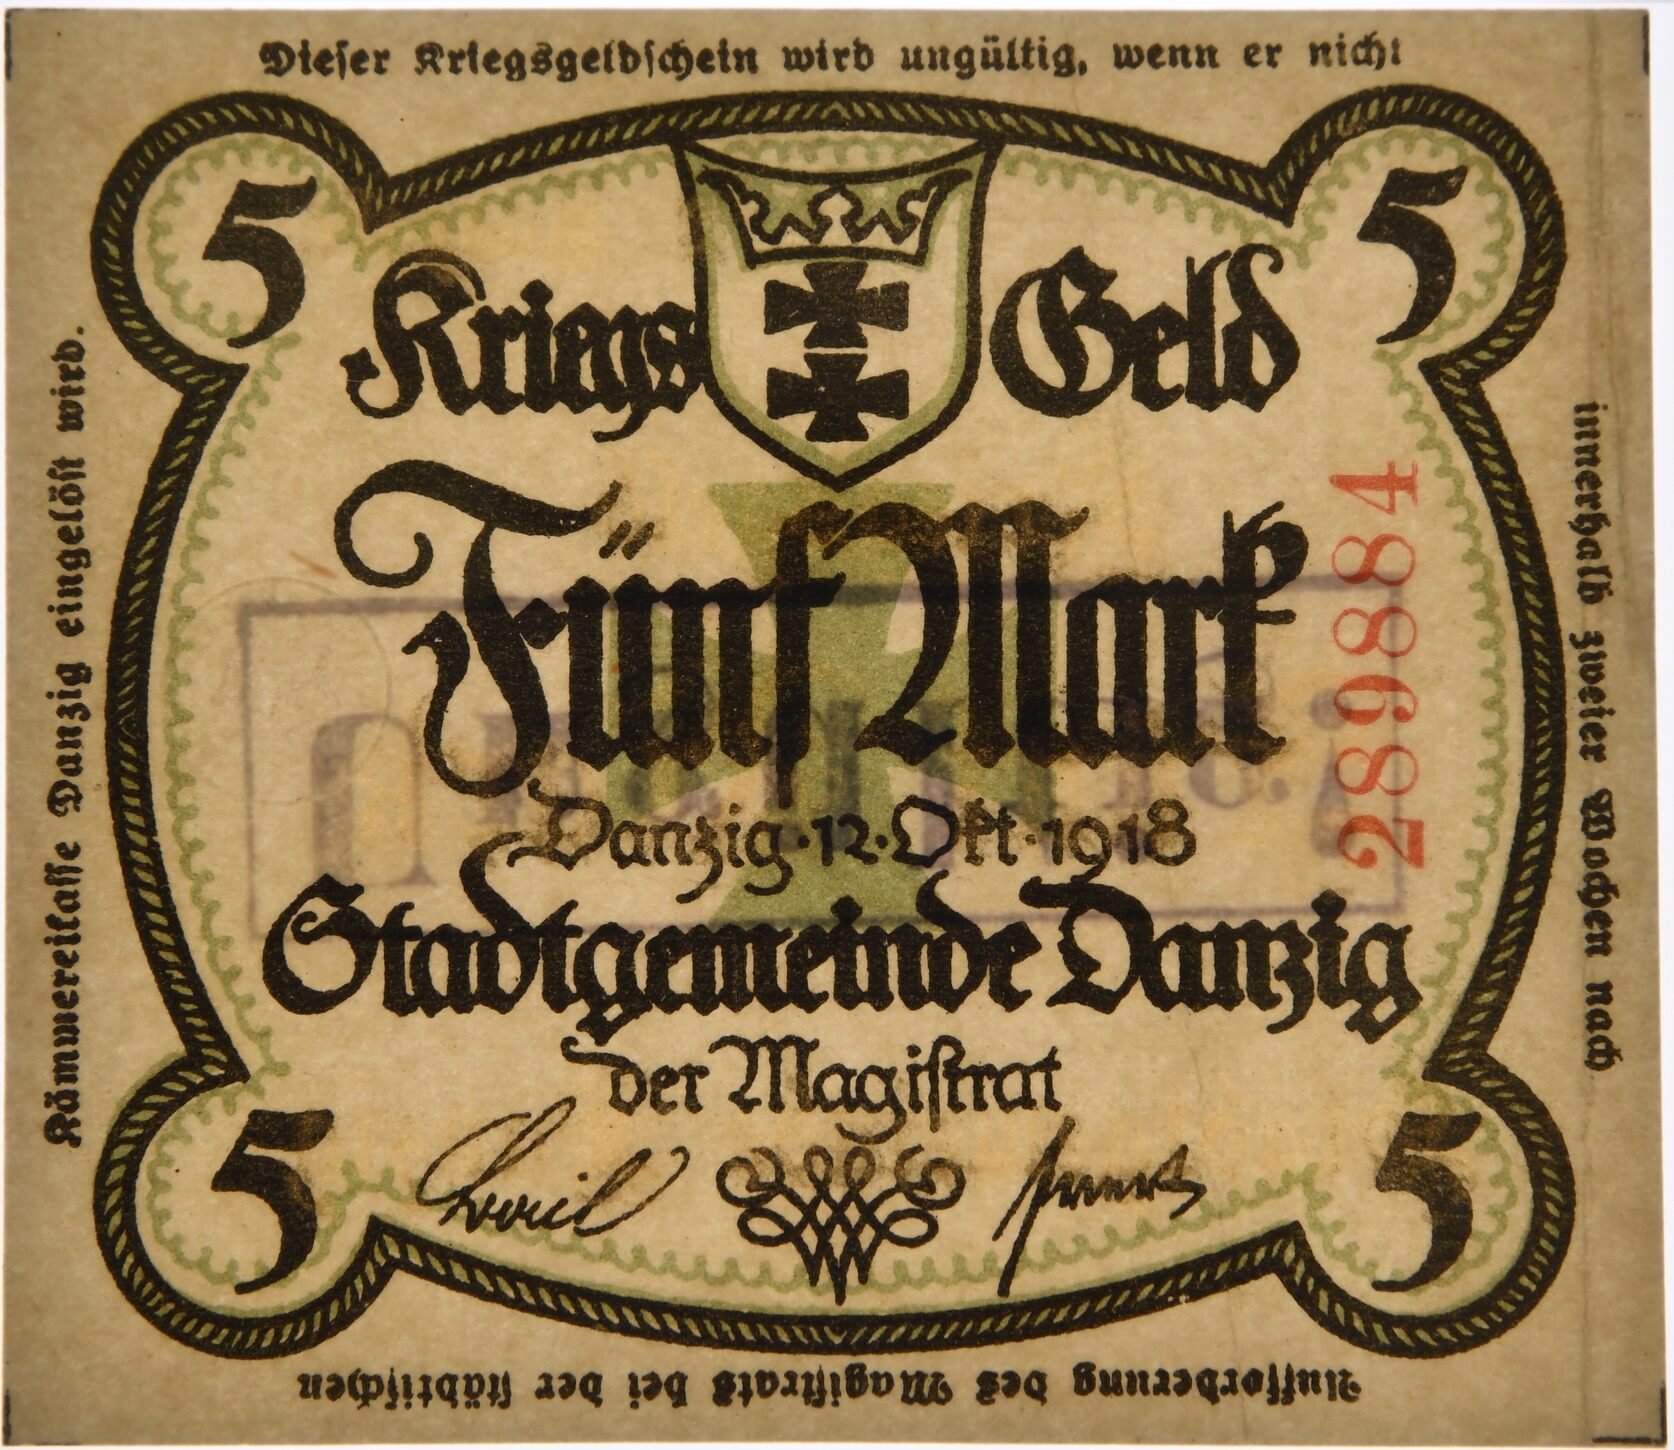 Dieser Kriegsgeldschein wird ungültig, wenn er nicht
innerhalb zweier Wochen nach
Aufforderung des Magistrats bei der städtischen
Kämmereikasse Danzig eingelöst wird.
5 5
Kriegs Geld
Fünf Mark
289884
Danzig·12·Okt·1918
Stadtgemeinde Danzig
der Magistrat
5 5